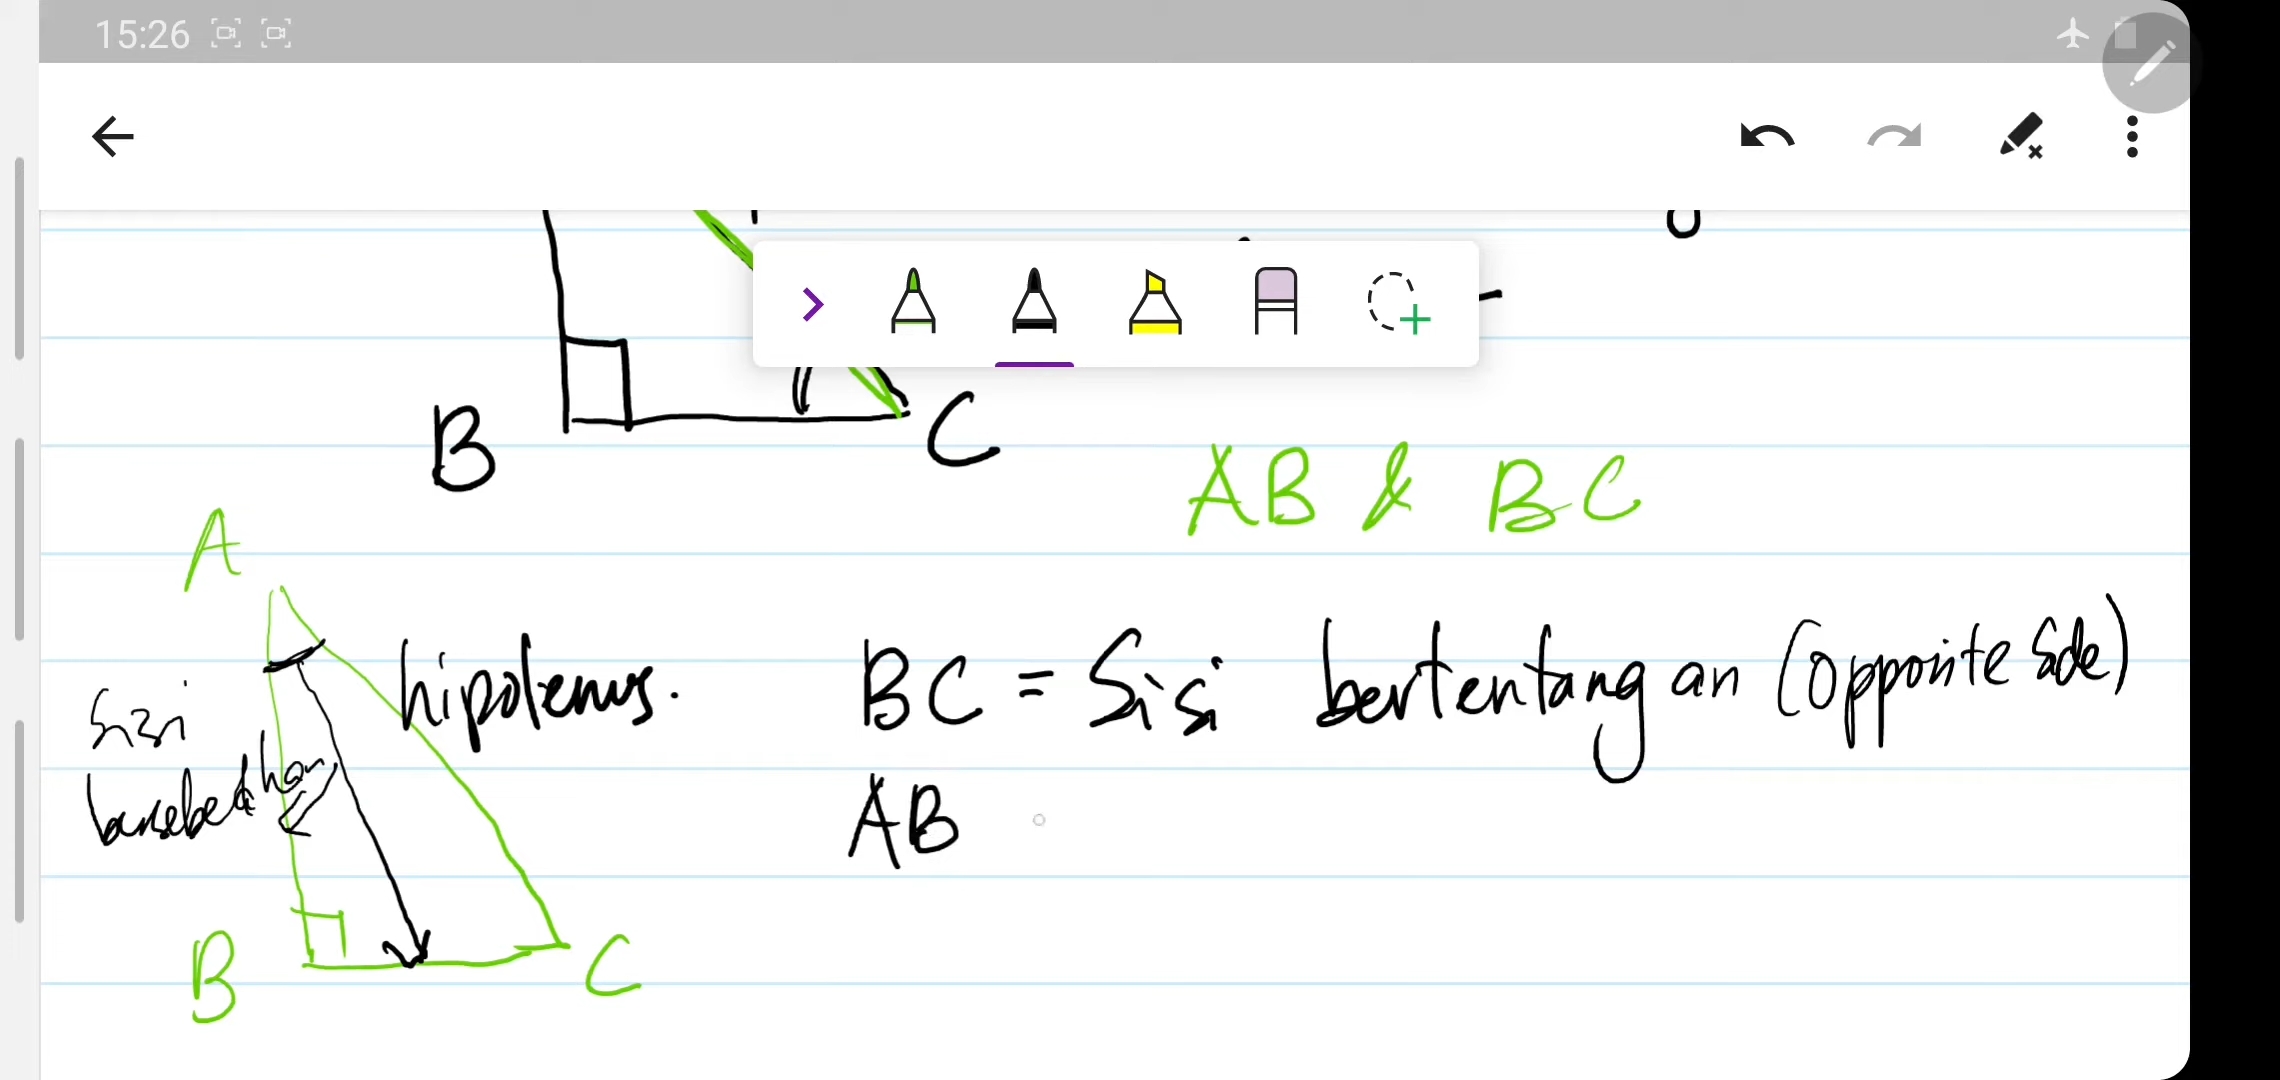 15:26
B
C
AB & BC
A
hipotenus.
BC = Sisi bertentangan (opposite side)
Sisi
bersebelahan
AB
B
C